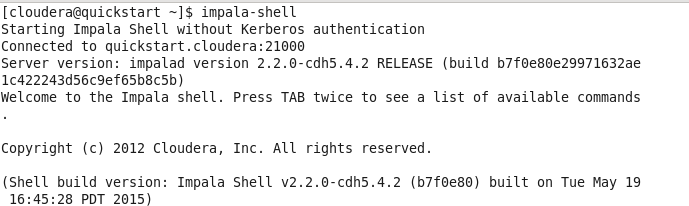 [cloudera@quickstart ~]$ impala-shell
Starting Impala Shell without Kerberos authentication
Connected to quickstart.cloudera:21000
Server version: impalad version 2.2.0-cdh5.4.2 RELEASE (build b7f0e80e29971632ae
1c422243d56c9ef65b8c5b)
Welcome to the Impala shell. Press TAB twice to see a list of available commands
.
Copyright (c) 2012 Cloudera, Inc. All rights reserved.
(Shell build version: Impala Shell v2.2.0-cdh5.4.2 (b7f0e80) built on Tue May 19
16:45:28 PDT 2015)